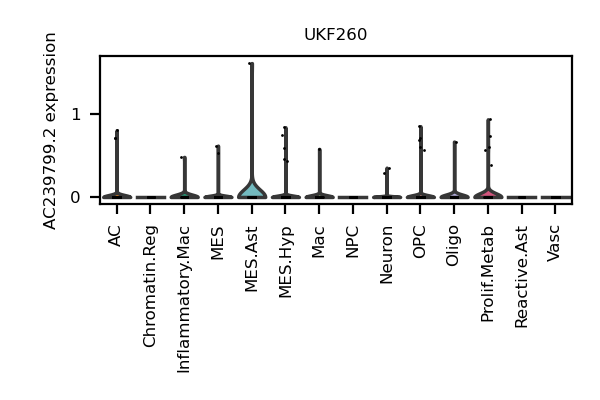 UKF260
AC239799.2 expression
1
0
AC
Chromatin.Reg
Inflammatory.Mac
MES
MES.Ast
MES.Hyp
Mac
NPC
Neuron
OPC
Oligo
Prolif.Metab
Reactive.Ast
Vasc